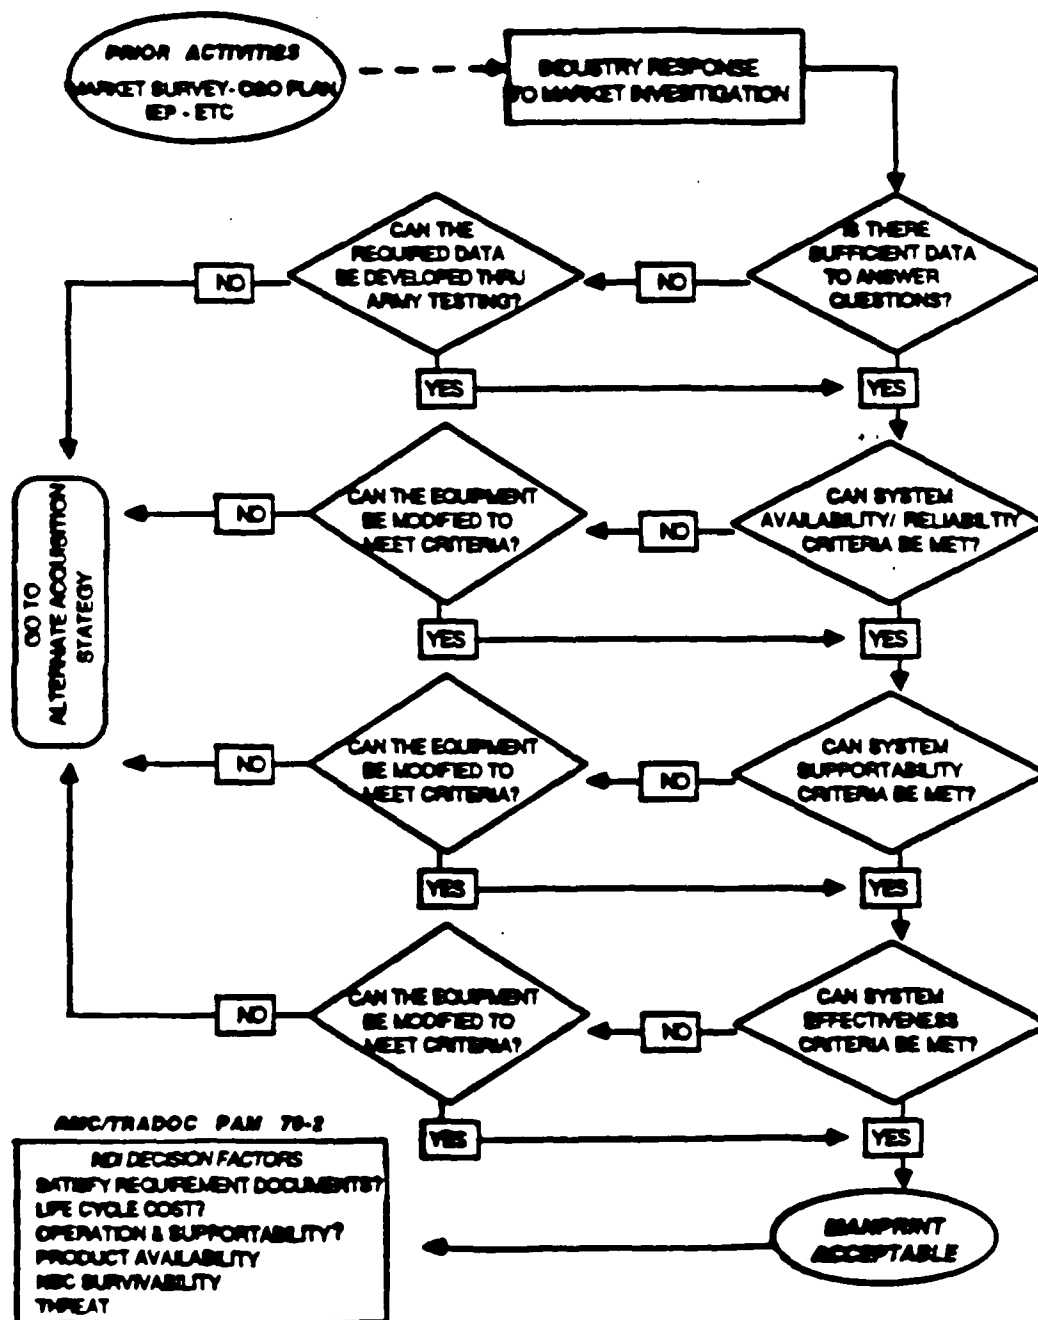 PRIOR ACTIVITIES
MARKET SURVEY - O&O PLAN
IEP - ETC
INDUSTRY RESPONSE
TO MARKET INVESTIGATION
CAN THE
REQUIRED DATA
BE DEVELOPED THRU
ARMY TESTING?
IS THERE
SUFFICIENT DATA
TO ANSWER
QUESTIONS?
NO
NO
YES
YES
CAN THE EQUIPMENT
BE MODIFIED TO
MEET CRITERIA?
CAN SYSTEM
AVAILABILITY/ RELIABILTIY
CRITERIA BE MET?
NO
NO
YES
YES
GO TO
ALTERNATE ACQUISITION
STATEGY
CAN THE EQUIPMENT
BE MODIFIED TO
MEET CRITERIA?
CAN SYSTEM
SUPPORTABILITY
CRITERIA BE MET?
NO
NO
YES
YES
CAN THE EQUIPMENT
BE MODIFIED TO
MEET CRITERIA?
CAN SYSTEM
EFFECTIVENESS
CRITERIA BE MET?
NO
NO
YES
YES
AMC/TRADOC PAM 70-2
NDI DECISION FACTORS
SATISFY REQUIREMENT DOCUMENTS?
LIFE CYCLE COST?
OPERATION & SUPPORTABILITY?
PRODUCT AVAILABILITY
NBC SURVIVABILITY
THREAT
MANPRINT
ACCEPTABLE